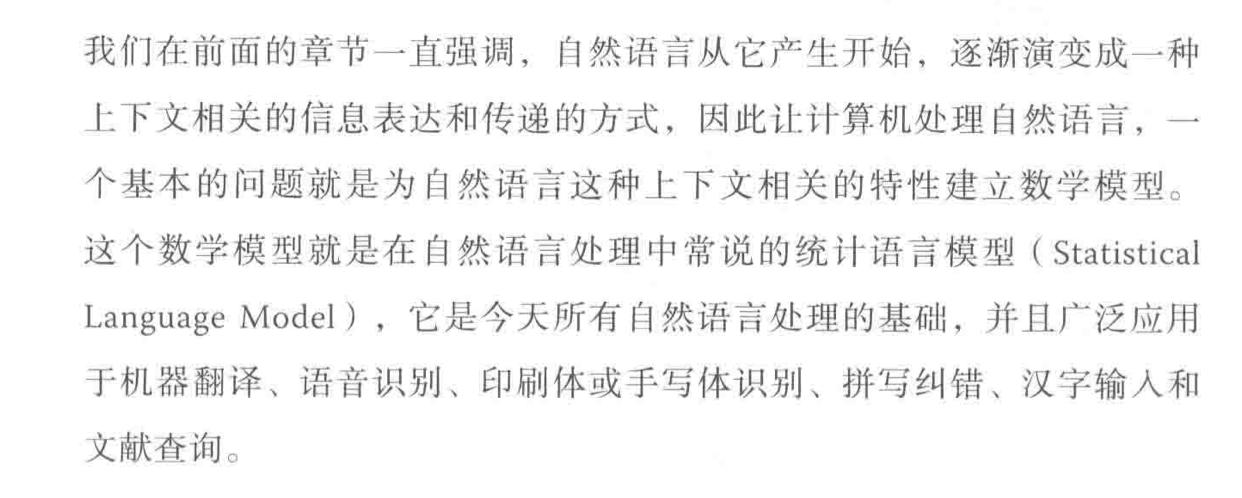 我们在前面的章节一直强调，自然语言从它产生开始，逐渐演变成一种
上下文相关的信息表达和传递的方式，因此让计算机处理自然语言，一
个基本的问题就是为自然语言这种上下文相关的特性建立数学模型。
这个数学模型就是在自然语言处理中常说的统计语言模型（Statistical
Language Model），它是今天所有自然语言处理的基础，并且广泛应用
于机器翻译、语音识别、印刷体或手写体识别、拼写纠错、汉字输入和
文献查询。